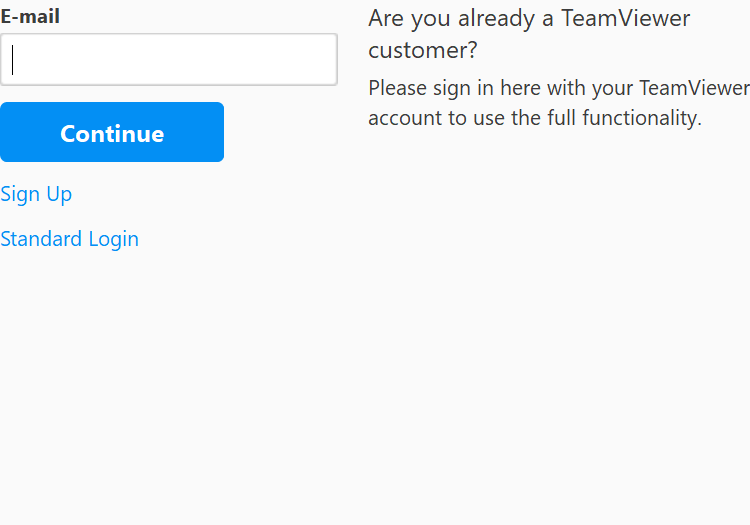 E-mail
Continue
Sign Up
Standard Login
Are you already a TeamViewer
customer?
Please sign in here with your TeamViewer
account to use the full functionality.